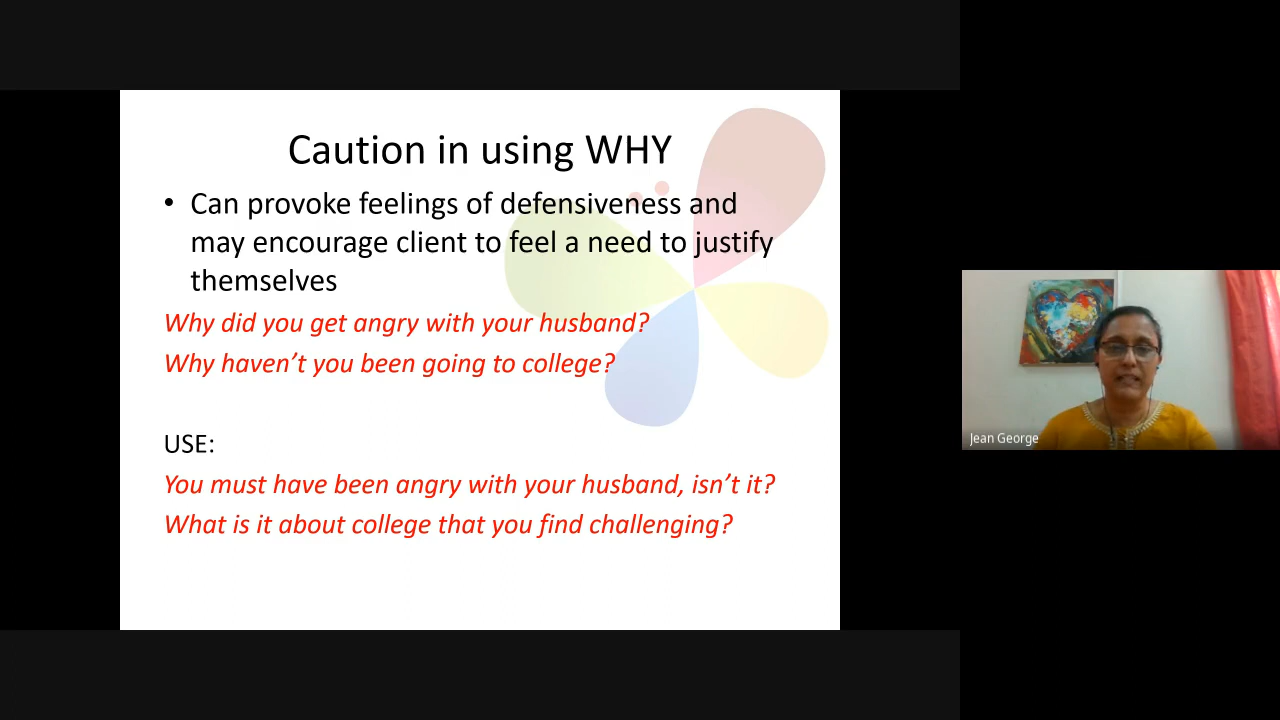 Caution in using WHY
• Can provoke feelings of defensiveness and
may encourage client to feel a need to justify
themselves
Why did you get angry with your husband?
Why haven’t you been going to college?
USE:
You must have been angry with your husband, isn’t it?
What is it about college that you find challenging?
Jean George